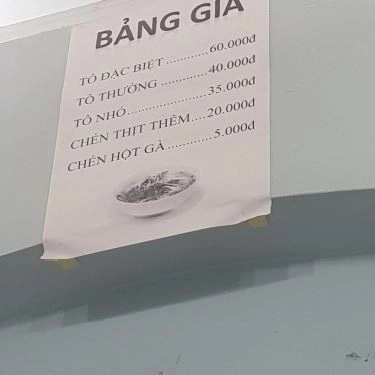 BẢNG GIÁ
TÔ ĐẶC BIỆT ............ 60.000đ
TÔ THƯỜNG ............. 40.000đ
TÔ NHỎ...................... 35.000đ
CHÉN THỊT THÊM.... 20.000đ
CHÉN HỘT GÀ ............ 5.000đ